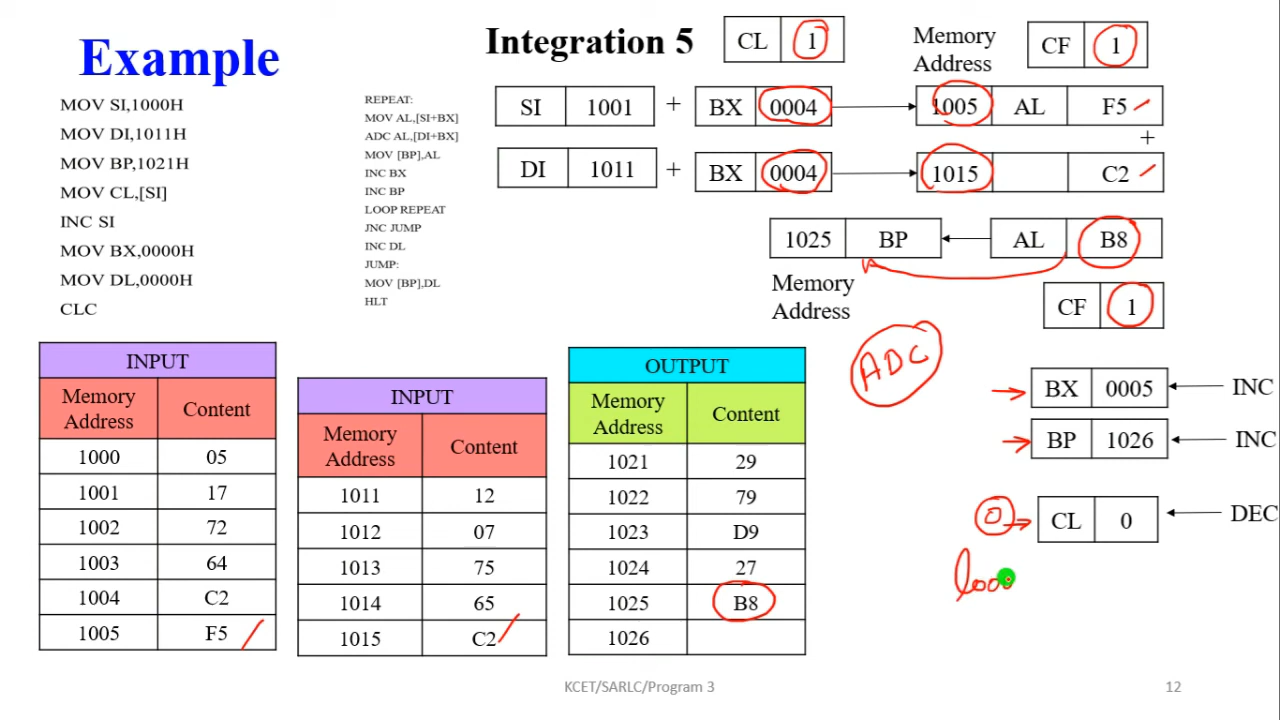 Example
Integration 5
CL 1
Memory
Address
CF 1
MOV SI,1000H
MOV DI,1011H
MOV BP,1021H
MOV CL,[SI]
INC SI
MOV BX,0000H
MOV DL,0000H
CLC
REPEAT:
MOV AL,[SI+BX]
ADC AL,[DI+BX]
MOV [BP],AL
INC BX
INC BP
LOOP REPEAT
JNC JUMP
INC DL
JUMP:
MOV [BP],DL
HLT
SI 1001 + BX 0004 1005 AL F5
+
DI 1011 + BX 0004 1015 C2
1025 BP AL B8
Memory
Address
CF 1
ADC
BX 0005 INC
BP 1026 INC
0 CL 0 DEC
INPUT
Memory
Address
Content
1000 05
1001 17
1002 72
1003 64
1004 C2
1005 F5
INPUT
Memory
Address
Content
1011 12
1012 07
1013 75
1014 65
1015 C2
OUTPUT
Memory
Address
Content
1021 29
1022 79
1023 D9
1024 27
1025 B8
1026
KCET/SARLC/Program 3
12